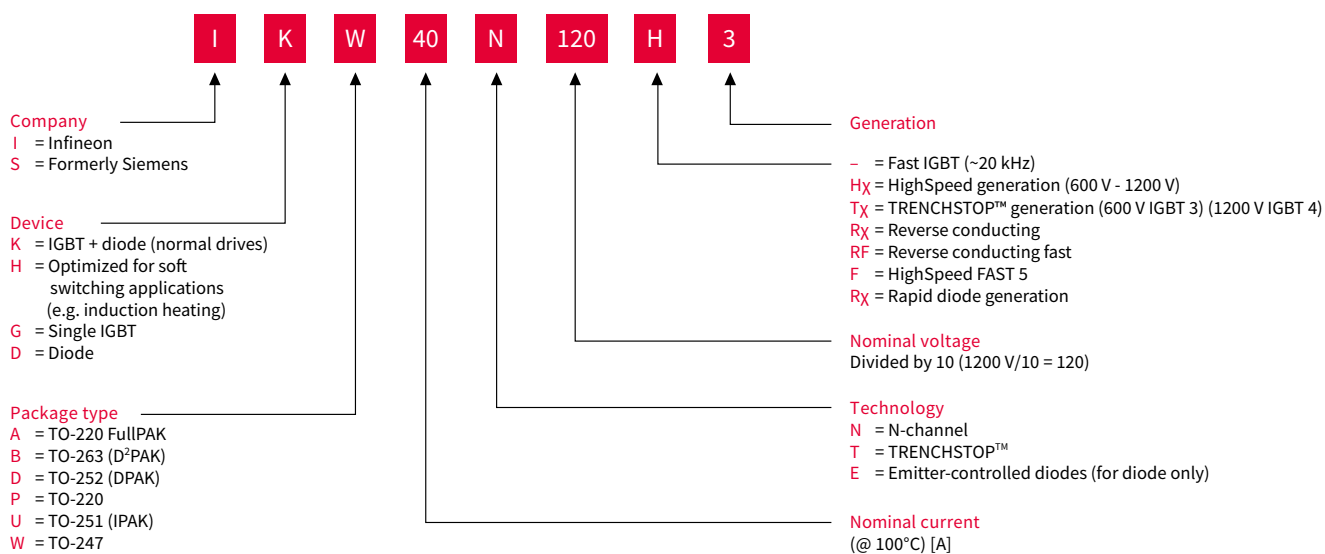 I K W 40 N 120 H 3
Company
I = Infineon
S = Formerly Siemens
Device
K = IGBT + diode (normal drives)
H = Optimized for soft
switching applications
(e.g. induction heating)
G = Single IGBT
D = Diode
Package type
A = TO-220 FullPAK
B = TO-263 (D²PAK)
D = TO-252 (DPAK)
P = TO-220
U = TO-251 (IPAK)
W = TO-247
Generation
– = Fast IGBT (~20 kHz)
Hχ = HighSpeed generation (600 V - 1200 V)
Tχ = TRENCHSTOP™ generation (600 V IGBT 3) (1200 V IGBT 4)
Rχ = Reverse conducting
RF = Reverse conducting fast
F = HighSpeed FAST 5
Rχ = Rapid diode generation
Nominal voltage
Divided by 10 (1200 V/10 = 120)
Technology
N = N-channel
T = TRENCHSTOP™
E = Emitter-controlled diodes (for diode only)
Nominal current
(@ 100°C) [A]